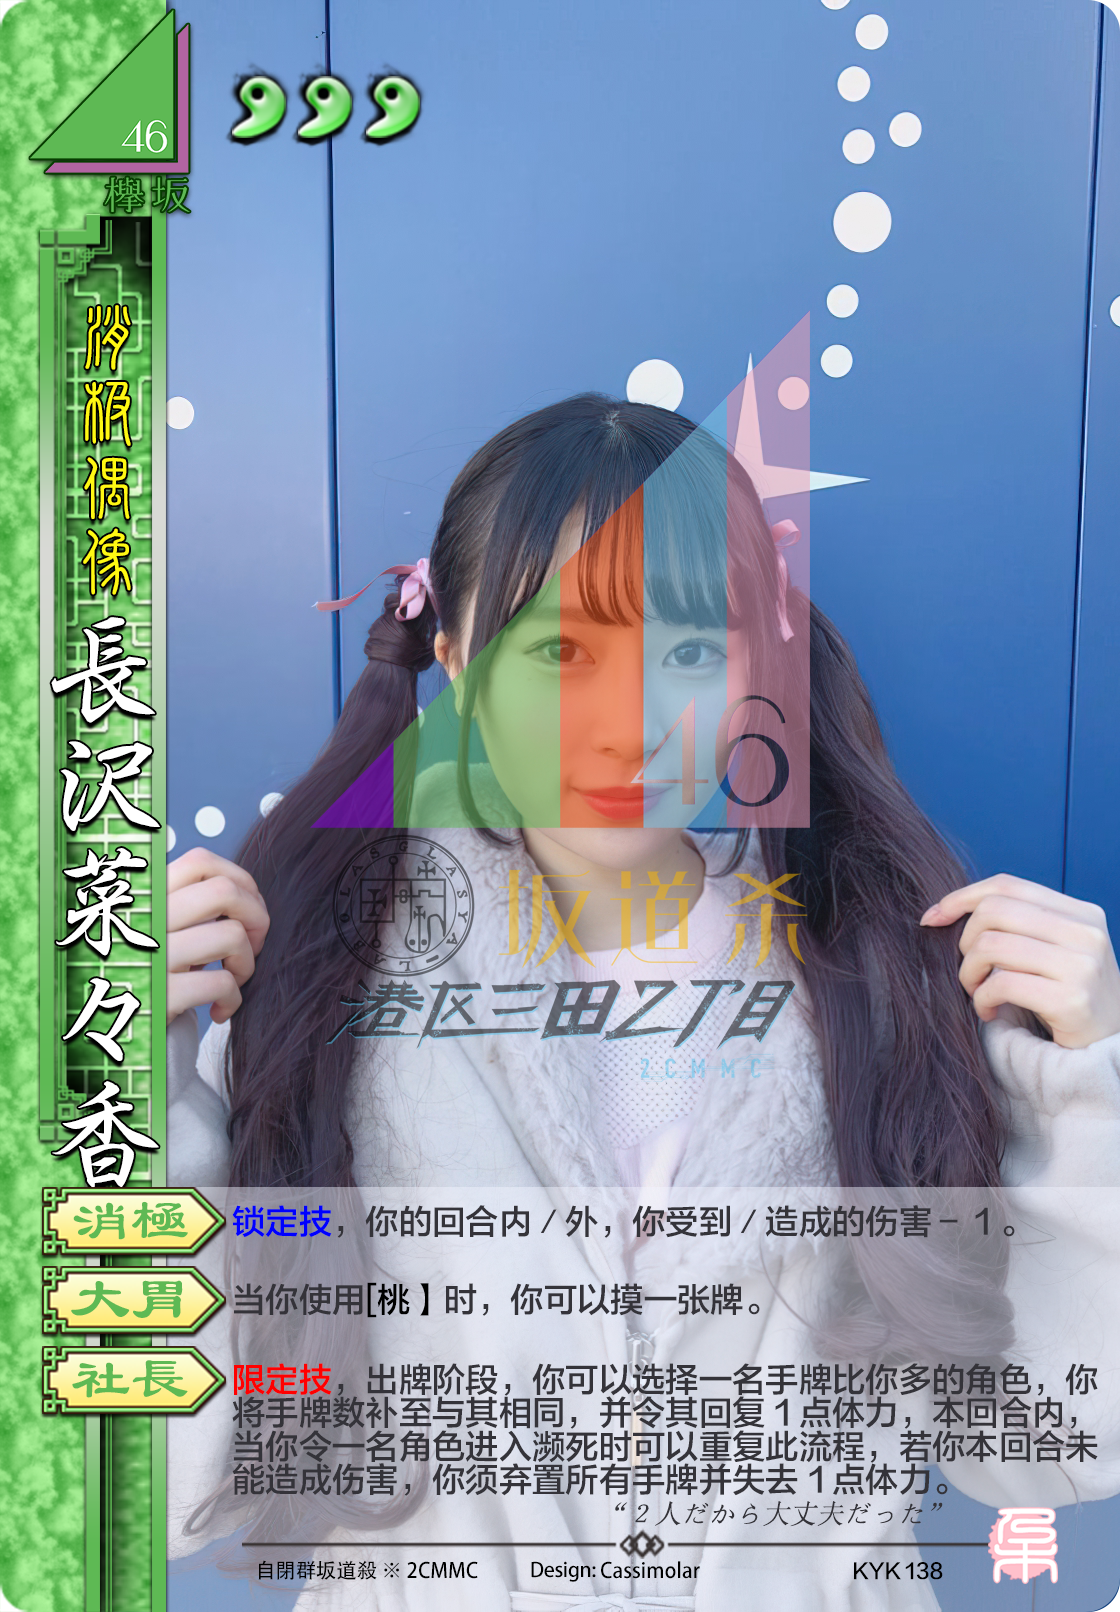 46
欅坂
消极偶像
長沢菜々香
46
GLASYA-LABOLAS
坂道杀
港区三田乙丁目
2CMMC
消極
锁定技，你的回合内/外，你受到/造成的伤害-1。
大胃
当你使用[桃】时，你可以摸一张牌。
社長
限定技，出牌阶段，你可以选择一名手牌比你多的角色，你
将手牌数补至与其相同，并令其回复1点体力，本回合内，
当你令一名角色进入濒死时可以重复此流程，若你本回合未
能造成伤害，你须弃置所有手牌并失去1点体力。
“2人だから大丈夫だった”
自閉群坂道殺 ※ 2CMMC
Design: Cassimolar
KYK 138